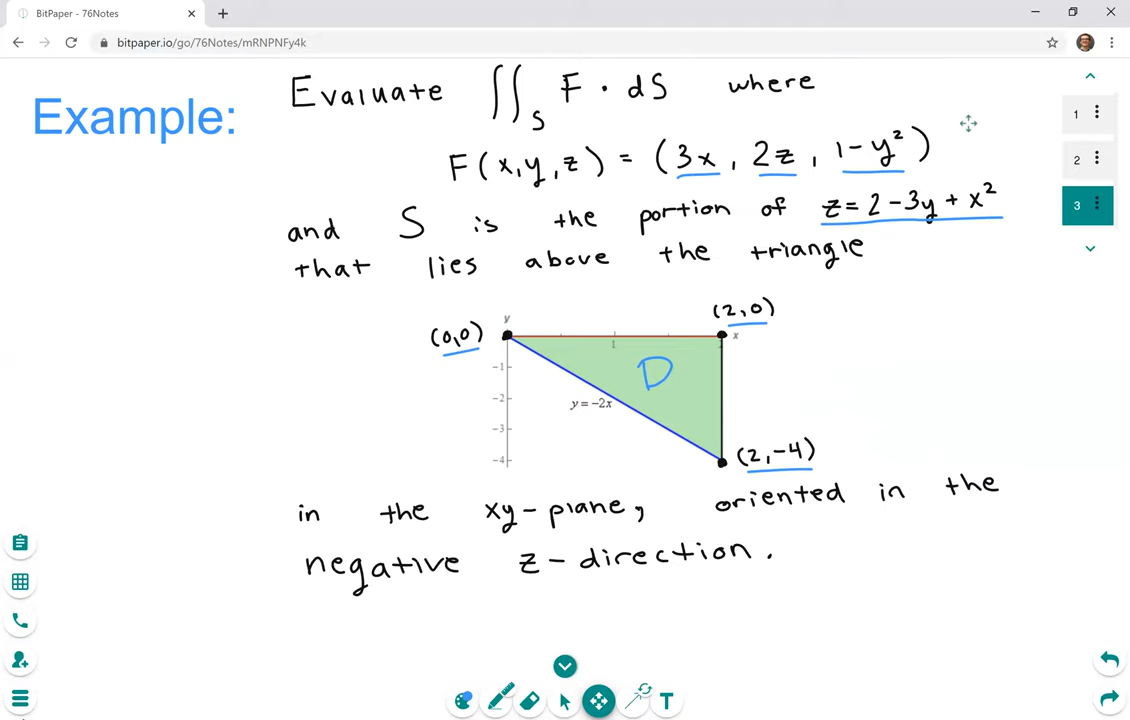 BitPaper - 76Notes
bitpaper.io/go/76Notes/mRNPNFy4k
Example:
Evaluate ∬_S F · dS where
F(x,y,z) = (3x, 2z, 1-y²)
and S is the portion of z=2-3y+x²
that lies above the triangle
(0,0)
y
(2,0)
1
x
-1
D
-2
y = -2x
-3
-4
(2,-4)
in the xy-plane, oriented in the
negative z-direction.
1
2
3
T